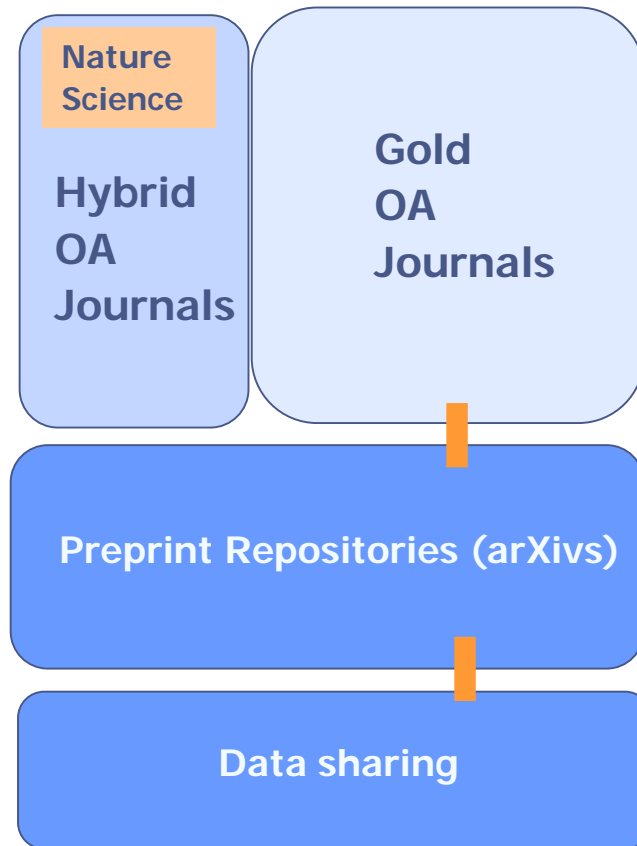 Nature
Science
Hybrid
OA
Journals
Gold
OA
Journals
Preprint Repositories (arXivs)
Data sharing